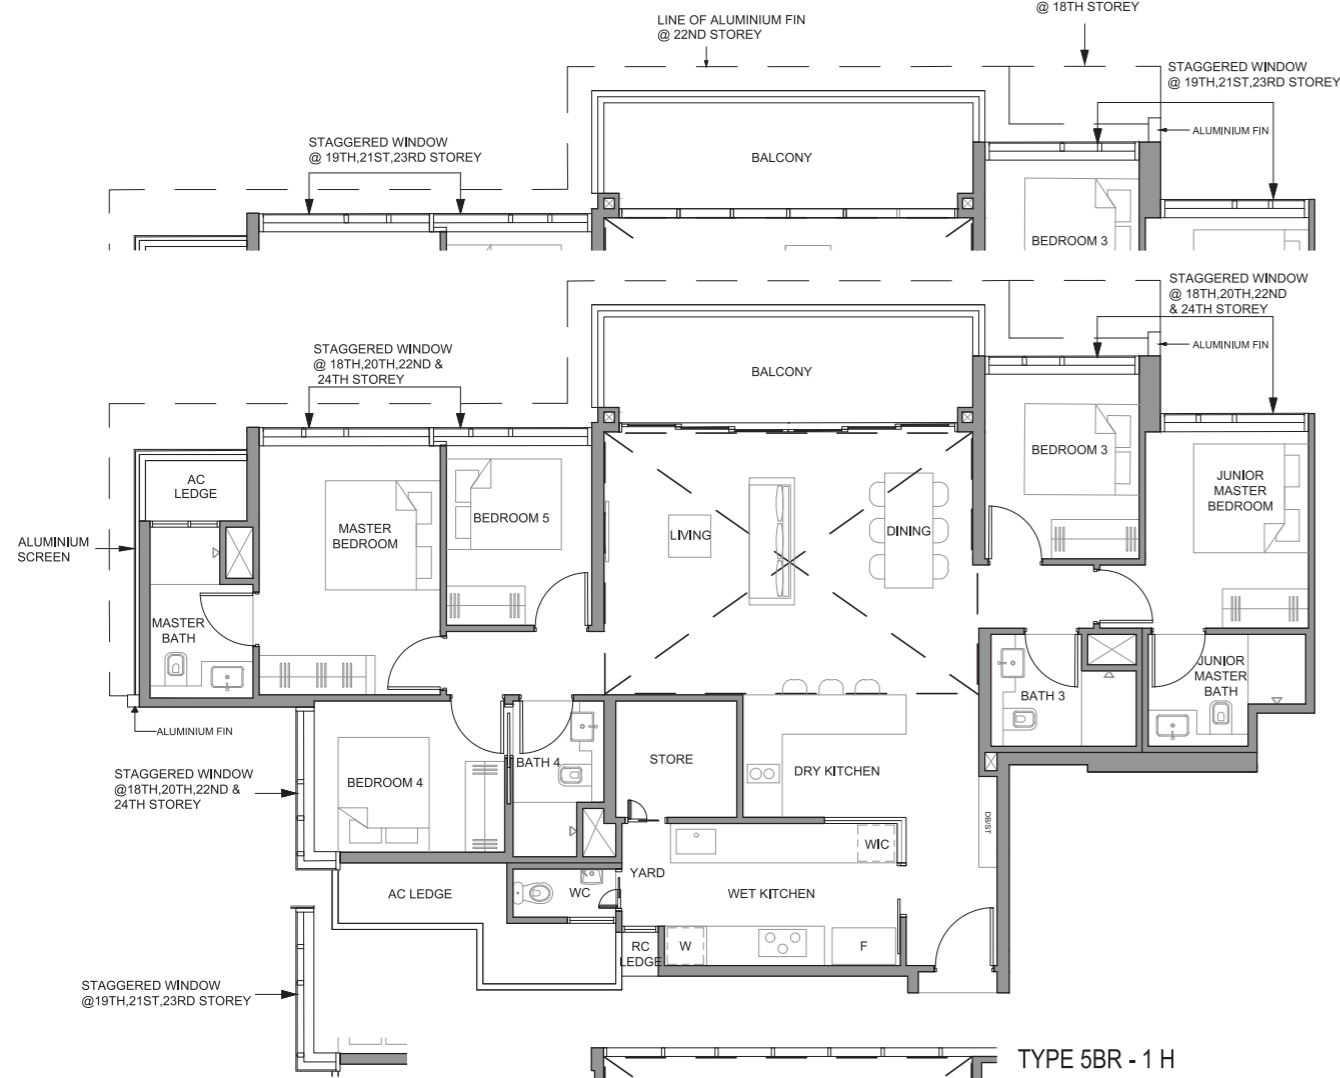 @ 18TH STOREY
LINE OF ALUMINIUM FIN
@ 22ND STOREY
STAGGERED WINDOW
@ 19TH,21ST,23RD STOREY
ALUMINIUM FIN
STAGGERED WINDOW
@ 19TH,21ST,23RD STOREY
BALCONY
BEDROOM 3
STAGGERED WINDOW
@ 18TH,20TH,22ND
& 24TH STOREY
ALUMINIUM FIN
STAGGERED WINDOW
@ 18TH,20TH,22ND &
24TH STOREY
BALCONY
BEDROOM 3
AC
LEDGE
JUNIOR
MASTER
BEDROOM
MASTER
BEDROOM
BEDROOM 5
LIVING
DINING
ALUMINIUM
SCREEN
MASTER
BATH
JUNIOR
MASTER
BATH
BATH 3
ALUMINIUM FIN
STAGGERED WINDOW
@18TH,20TH,22ND &
24TH STOREY
BEDROOM 4
BATH 4
STORE
DRY KITCHEN
DB/ST
WIC
YARD
AC LEDGE
WC
WET KITCHEN
RC
LEDGE
W
F
STAGGERED WINDOW
@19TH,21ST,23RD STOREY
TYPE 5BR - 1 H